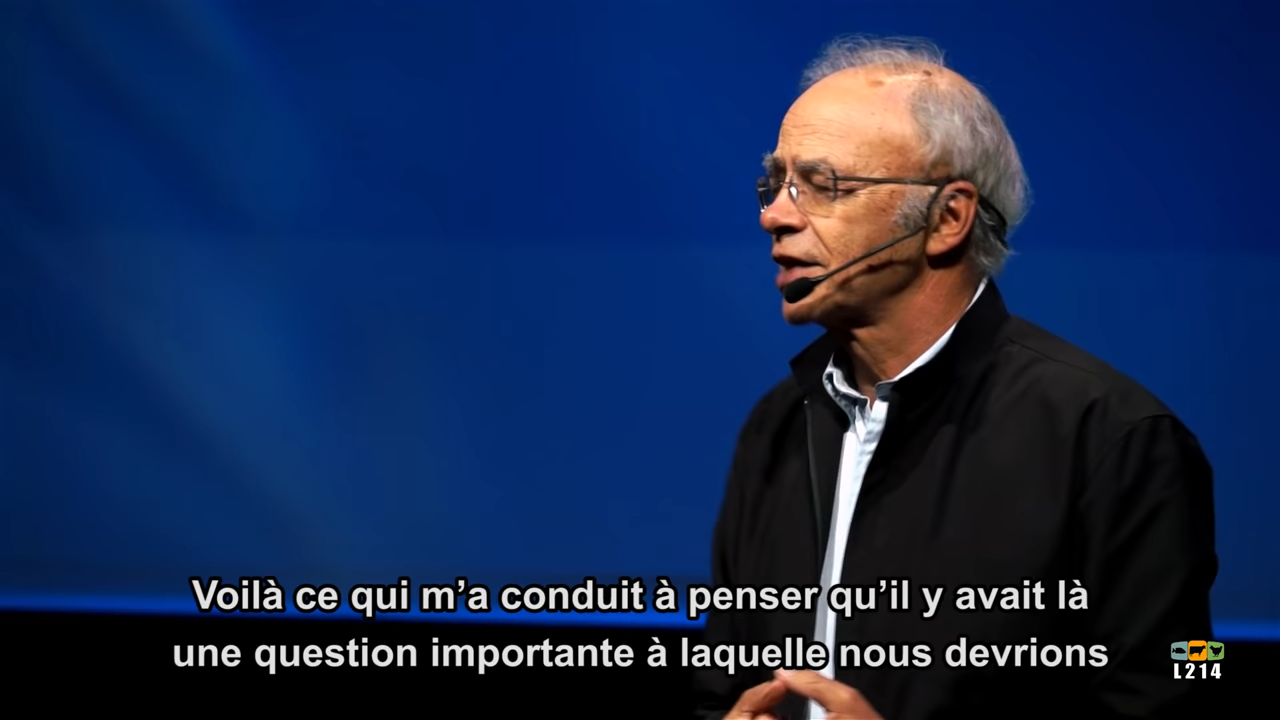 Voilà ce qui m’a conduit à penser qu’il y avait là
une question importante à laquelle nous devrions
L214